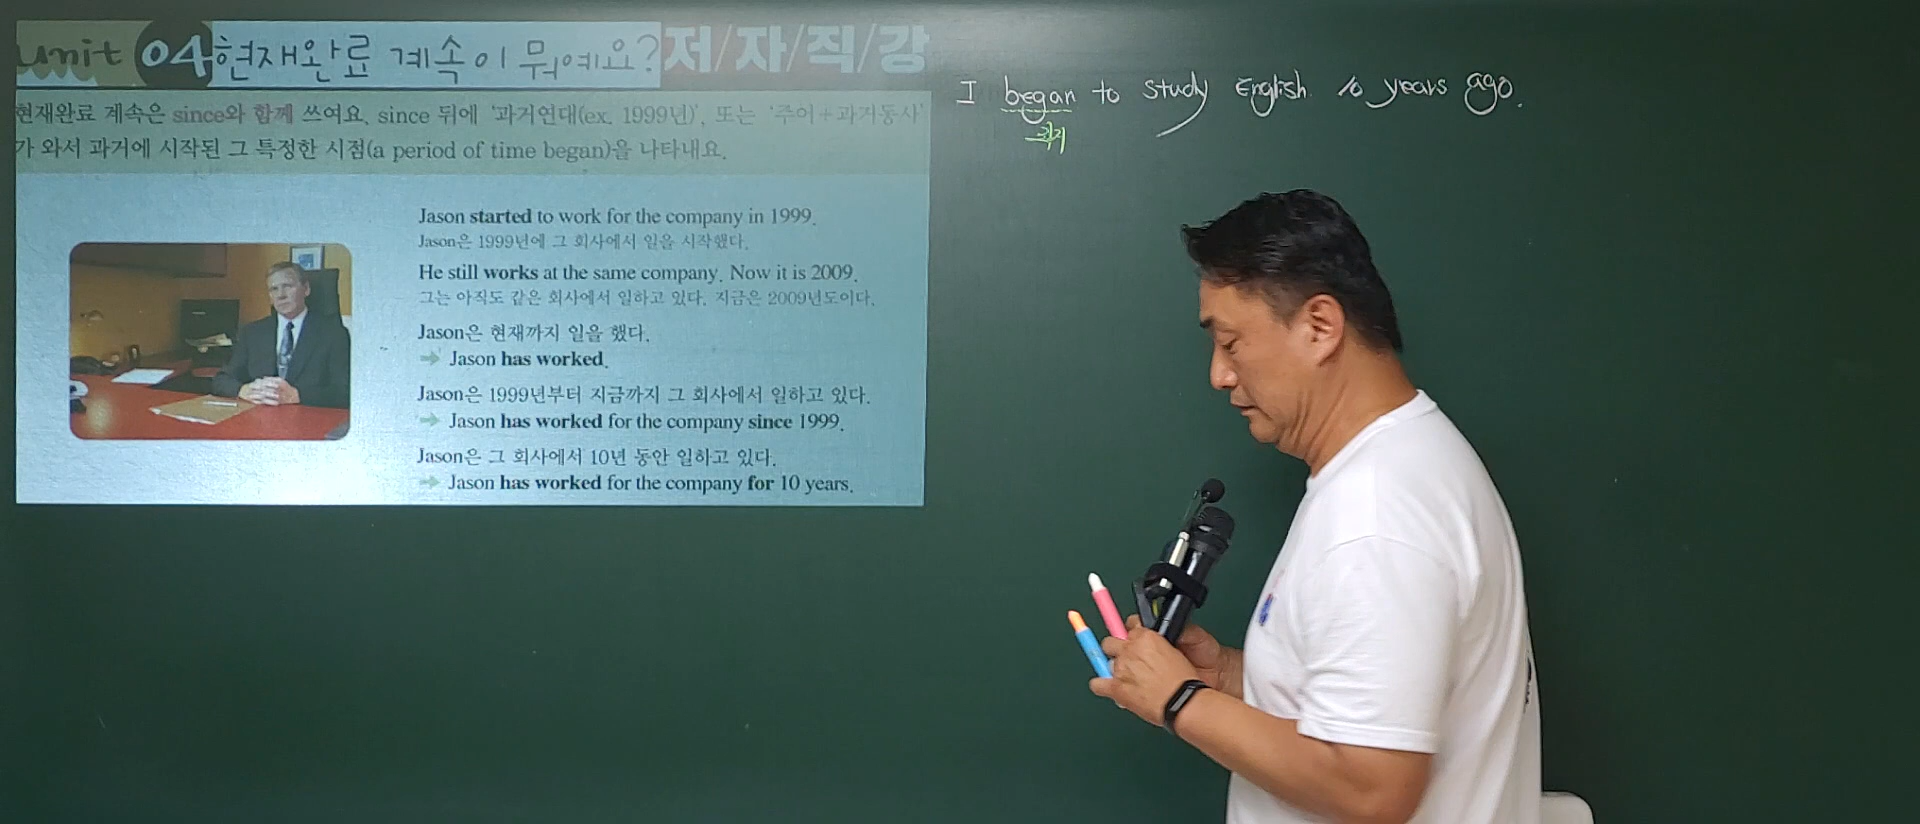 unit 04 현재완료 계속이 뭐예요? 저/자/직/강
현재완료 계속은 since와 함께 쓰여요. since 뒤에 '과거연대(ex. 1999년)', 또는 '주어+과거동사'
가 와서 과거에 시작된 그 특정한 시점(a period of time began)을 나타내요.
Jason started to work for the company in 1999.
Jason은 1999년에 그 회사에서 일을 시작했다.
He still works at the same company. Now it is 2009.
그는 아직도 같은 회사에서 일하고 있다. 지금은 2009년도이다.
Jason은 현재까지 일을 했다.
➔ Jason has worked.
Jason은 1999년부터 지금까지 그 회사에서 일하고 있다.
➔ Jason has worked for the company since 1999.
Jason은 그 회사에서 10년 동안 일하고 있다.
➔ Jason has worked for the company for 10 years.
I began to study English 10 years ago.
과거